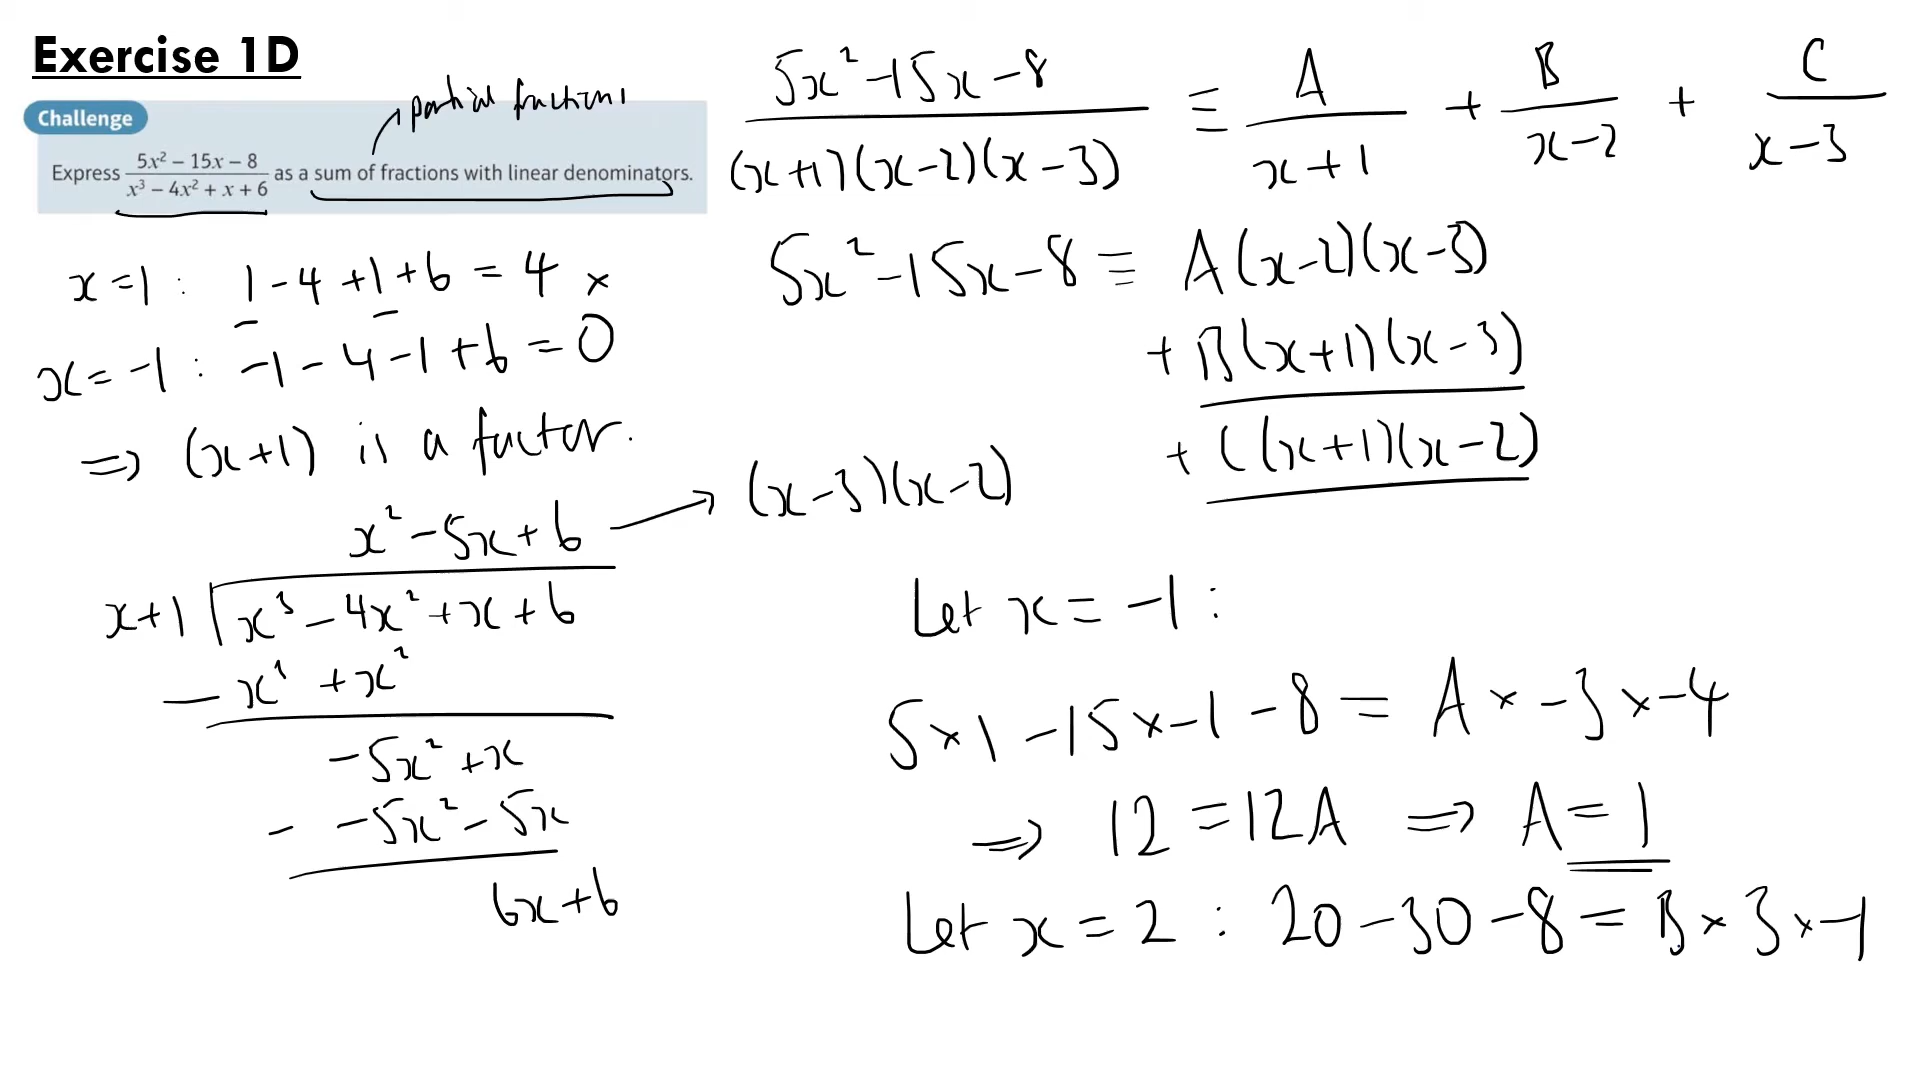 Exercise 1D
Challenge
partial fractions
Express 5x² − 15x − 8 / x³ − 4x² + x + 6 as a sum of fractions with linear denominators.
x = 1 : 1 - 4 + 1 + 6 = 4 ×
x = -1 : -1 - 4 - 1 + 6 = 0
⇒ (x+1) is a factor.
x² - 5x + 6 → (x-3)(x-2)
x+1 | x³ - 4x² + x + 6
- x³ + x²
-5x² + x
- -5x² - 5x
6x + 6
5x² - 15x - 8 / (x+1)(x-2)(x-3) ≡ A / x+1 + B / x-2 + C / x-3
5x² - 15x - 8 ≡ A(x-2)(x-3)
+ B(x+1)(x-3)
+ C(x+1)(x-2)
Let x = -1 :
5×1 - 15×-1 - 8 = A × -3 × -4
⇒ 12 = 12A ⇒ A = 1
Let x = 2 : 20 - 30 - 8 = B × 3 × -1